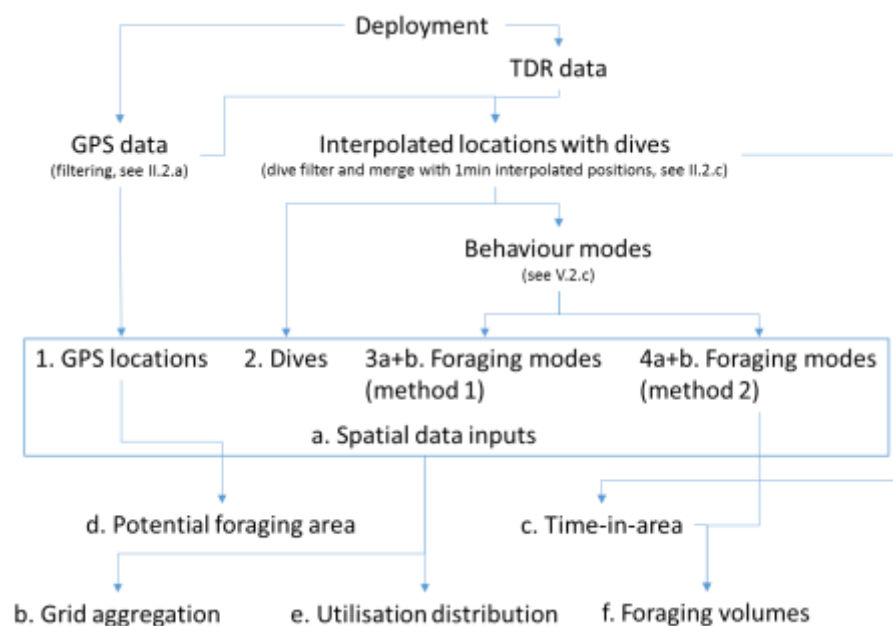 Deployment
TDR data
GPS data
(filtering, see II.2.a)
Interpolated locations with dives
(dive filter and merge with 1min interpolated positions, see II.2.c)
Behaviour modes
(see V.2.c)
1. GPS locations
2. Dives
3a+b. Foraging modes
(method 1)
4a+b. Foraging modes
(method 2)
a. Spatial data inputs
d. Potential foraging area
c. Time-in-area
b. Grid aggregation
e. Utilisation distribution
f. Foraging volumes